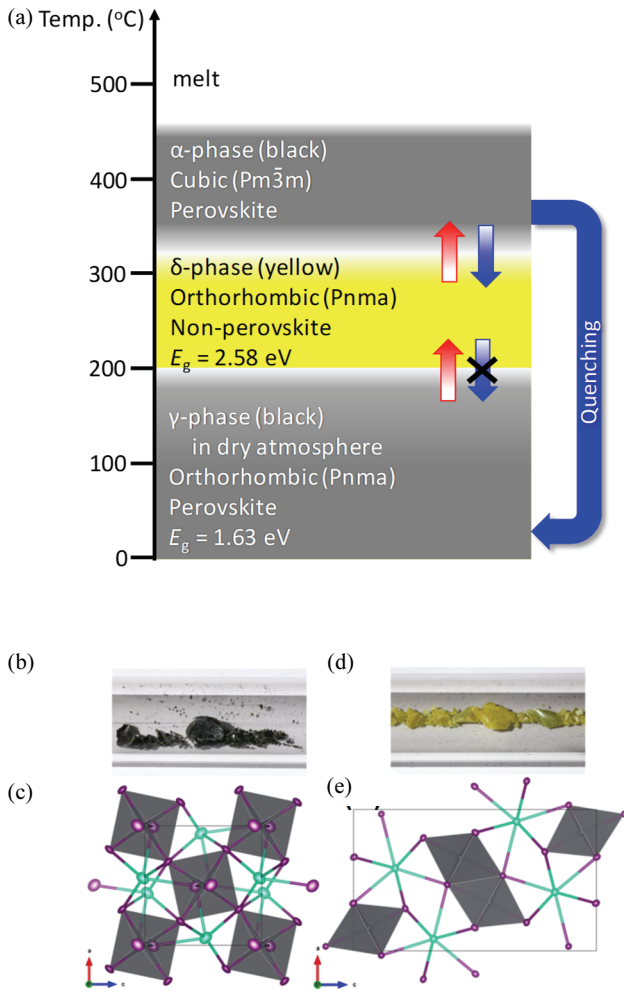 (a) Temp. (°C)
500
melt
400
α-phase (black)
Cubic (Pm3̄m)
Perovskite
300
δ-phase (yellow)
Orthorhombic (Pnma)
Non-perovskite
200
Eg = 2.58 eV
γ-phase (black)
in dry atmosphere
100
Orthorhombic (Pnma)
Perovskite
0
Eg = 1.63 eV
Quenching
(b)
(d)
(c)
(e)
a
c
a
c